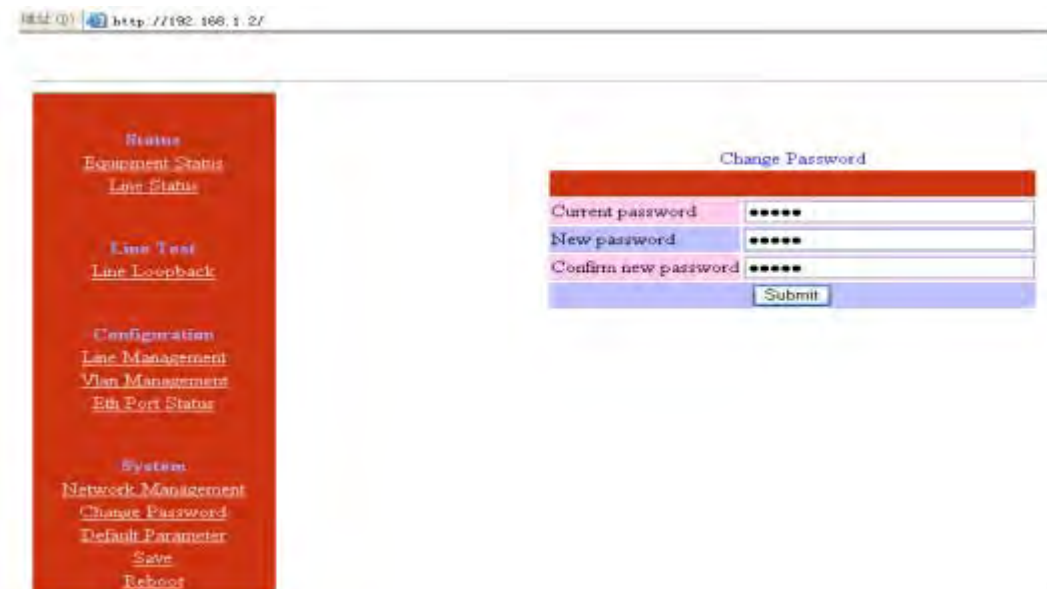 地址(D) http://192.168.1.2/
Status
Equipment Status
Line Status
Line Test
Line Loopback
Configuration
Line Management
Vlan Management
Eth Port Status
System
Network Management
Change Password
Default Parameter
Save
Reboot
Change Password
Current password •••••
New password •••••
Confirm new password •••••
Submit